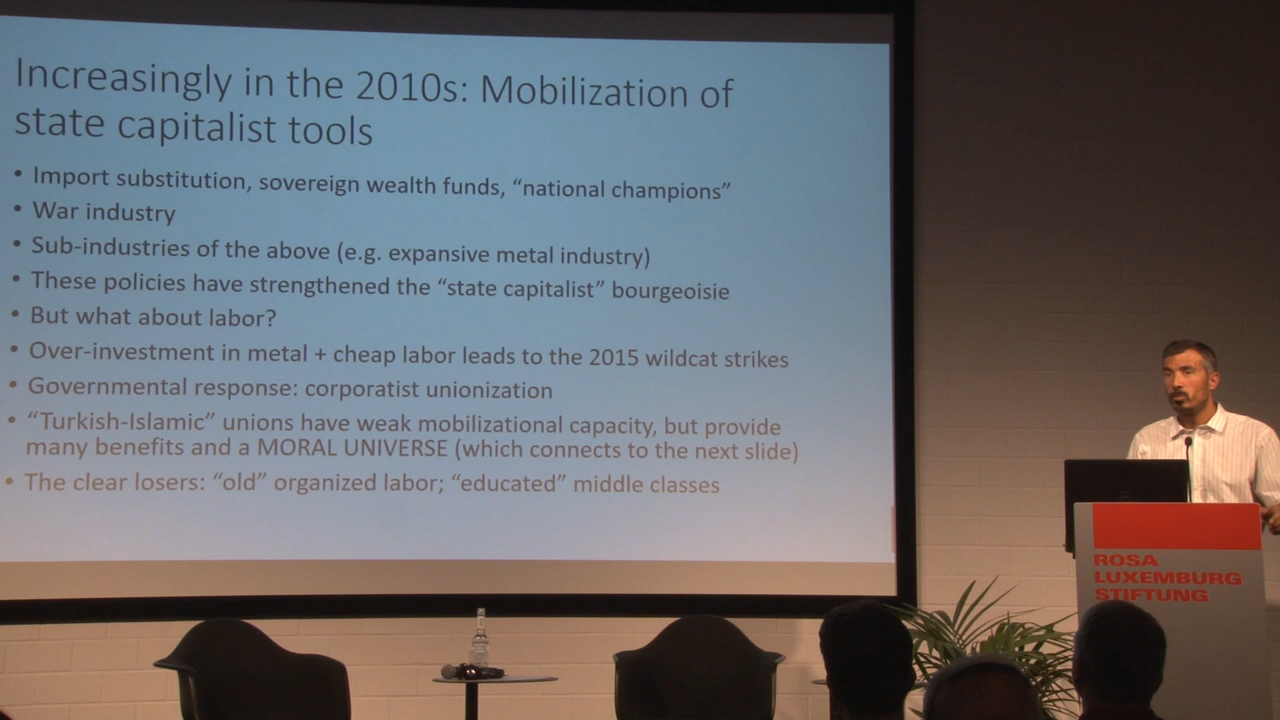 Increasingly in the 2010s: Mobilization of
state capitalist tools
• Import substitution, sovereign wealth funds, “national champions”
• War industry
• Sub-industries of the above (e.g. expansive metal industry)
• These policies have strengthened the “state capitalist” bourgeoisie
• But what about labor?
• Over-investment in metal + cheap labor leads to the 2015 wildcat strikes
• Governmental response: corporatist unionization
• “Turkish-Islamic” unions have weak mobilizational capacity, but provide
many benefits and a MORAL UNIVERSE (which connects to the next slide)
• The clear losers: “old” organized labor; “educated” middle classes
ROSA
LUXEMBURG
STIFTUNG